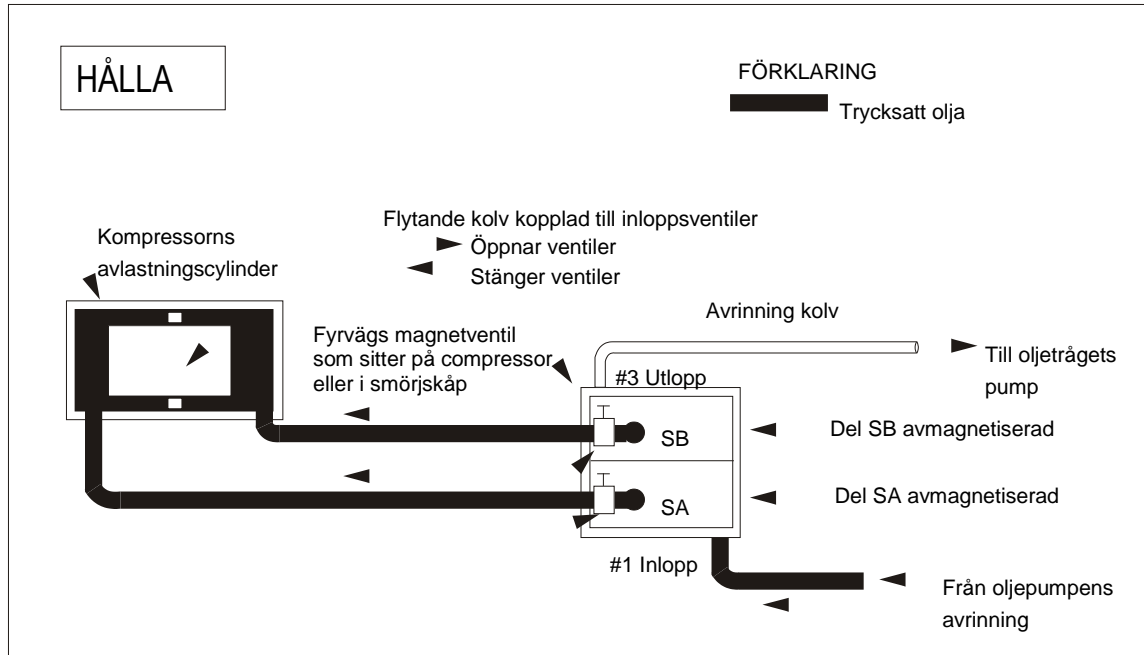 HÅLLA
FÖRKLARING
Trycksatt olja
Flytande kolv kopplad till inloppsventiler
Öppnar ventiler
Stänger ventiler
Kompressorns
avlastningscylinder
Avrinning kolv
Fyrvägs magnetventil
som sitter på compressor
eller i smörjskåp
Till oljetrågets
pump
#3 Utlopp
SB
Del SB avmagnetiserad
SA
Del SA avmagnetiserad
#1 Inlopp
Från oljepumpens
avrinning